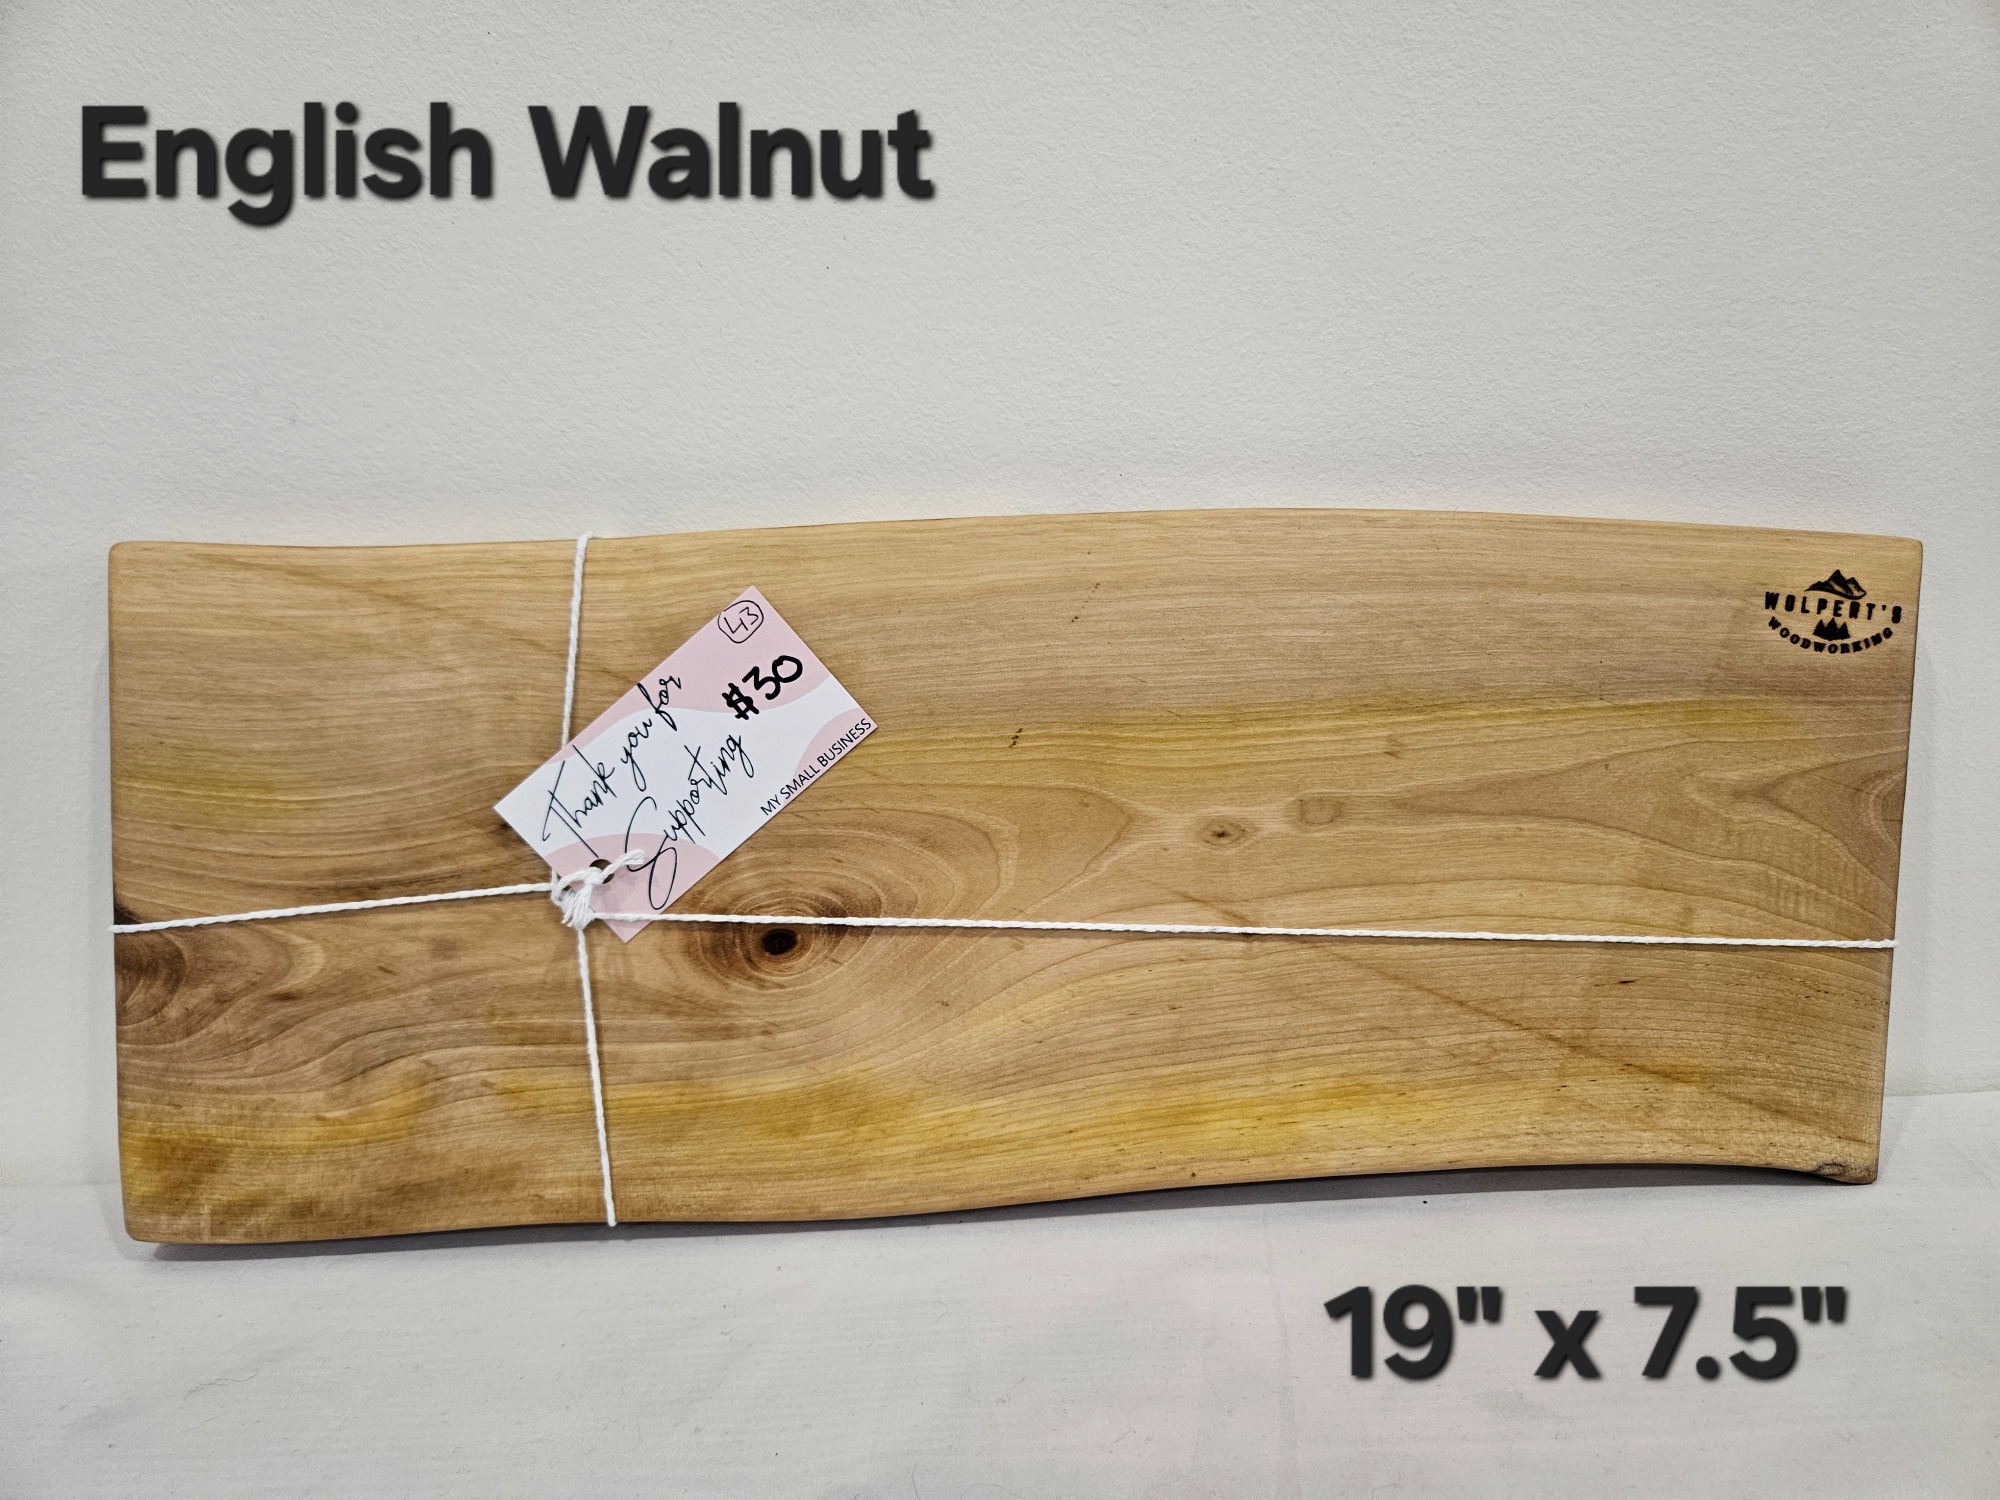 English Walnut
WOLPERT'S
WOODWORKING
43
$30
Thank you for
Supporting
MY SMALL BUSINESS
19" x 7.5"